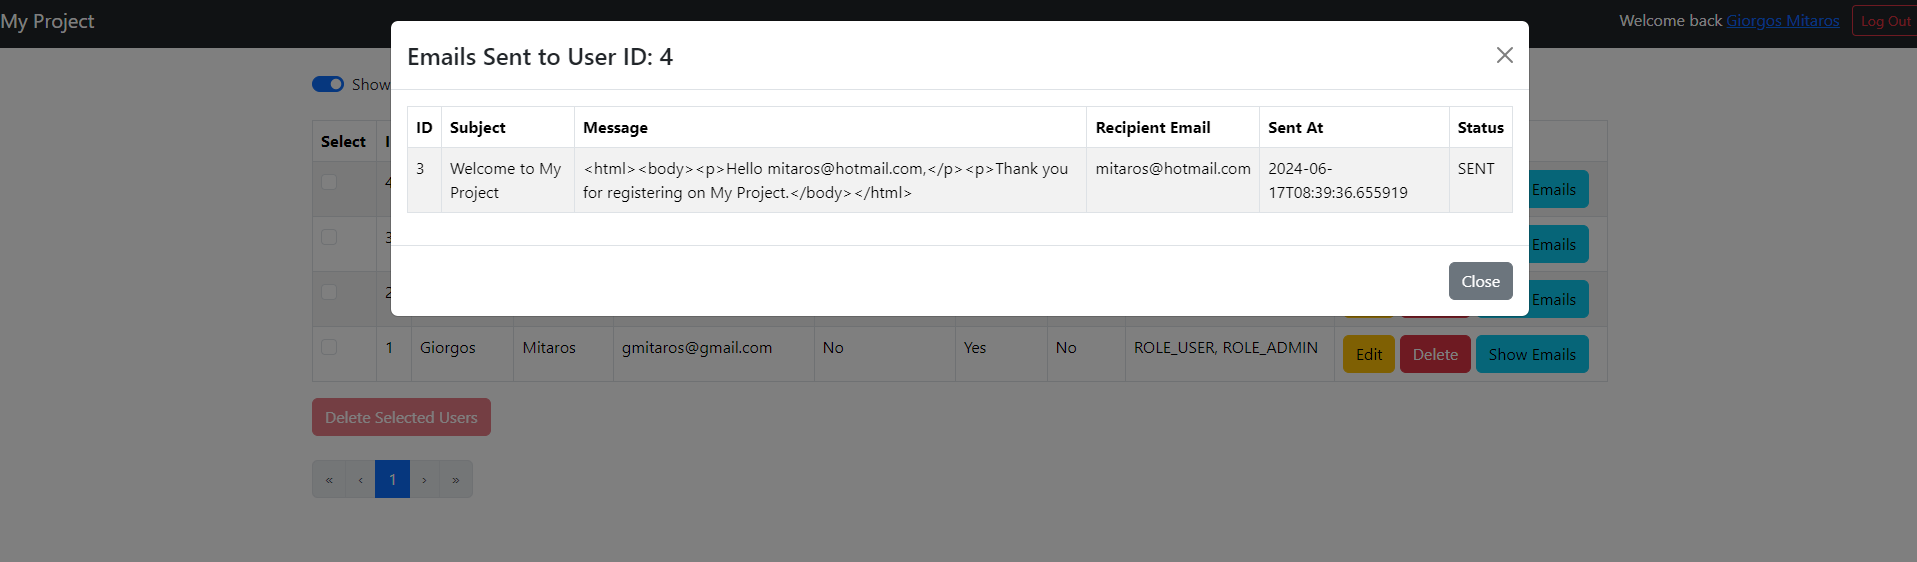 My Project
Welcome back Giorgos Mitaros
Log Out
Emails Sent to User ID: 4
Show
ID Subject Message Recipient Email Sent At Status
3 Welcome to My <html><body><p>Hello mitaros@hotmail.com,</p><p>Thank you mitaros@hotmail.com 2024-06- SENT
Project for registering on My Project.</body></html> 17T08:39:36.655919
Close
Select
Emails
Emails
Emails
1 Giorgos Mitaros gmitaros@gmail.com No Yes No ROLE_USER, ROLE_ADMIN Edit Delete Show Emails
Delete Selected Users
« ‹ 1 › »